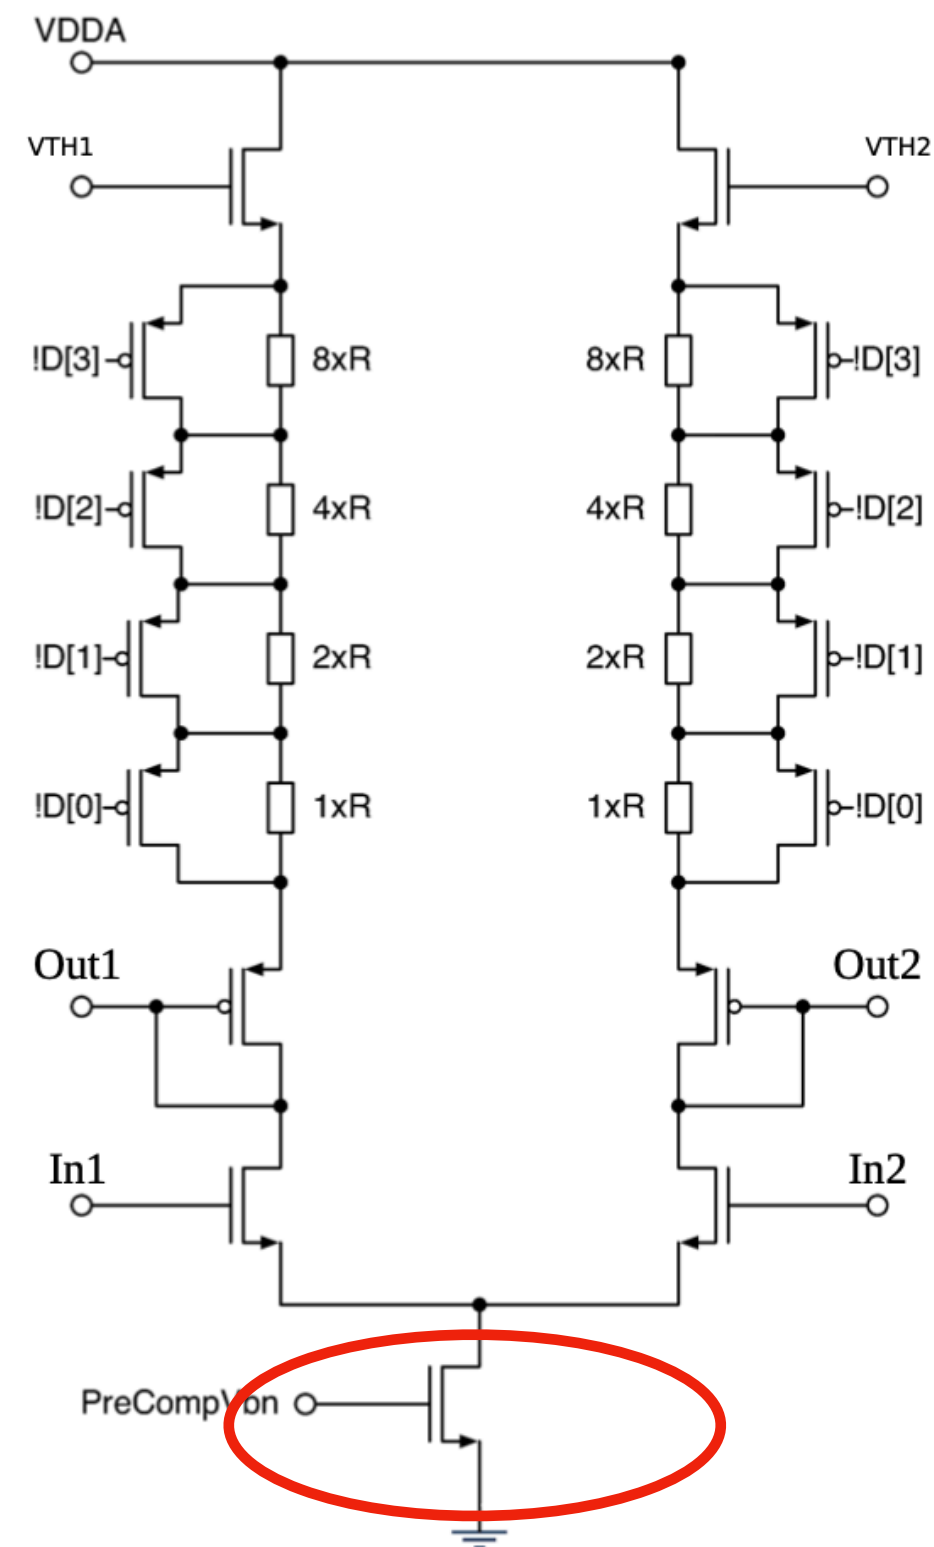 VDDA
VTH1
VTH2
!D[3]
8xR
8xR
!D[3]
!D[2]
4xR
4xR
!D[2]
!D[1]
2xR
2xR
!D[1]
!D[0]
1xR
1xR
!D[0]
Out1
Out2
In1
In2
PreCompVbn